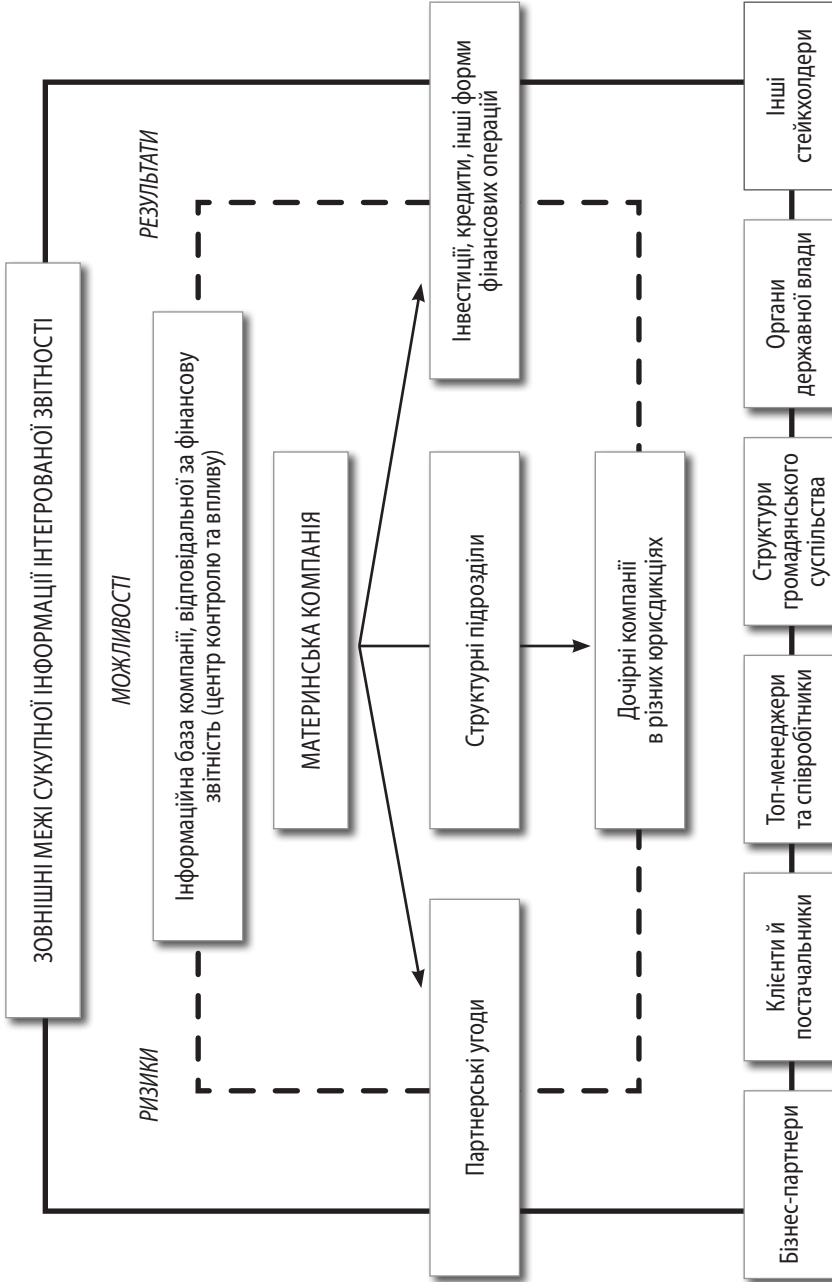 ЗОВНІШНІ МЕЖІ СУКУПНОЇ ІНФОРМАЦІЇ ІНТЕГРОВАНОЇ ЗВІТНОСТІ
РИЗИКИ
МОЖЛИВОСТІ
РЕЗУЛЬТАТИ
Інформаційна база компанії, відповідальної за фінансову
звітність (центр контролю та впливу)
МАТЕРИНСЬКА КОМПАНІЯ
Партнерські угоди
Структурні підрозділи
Інвестиції, кредити, інші форми
фінансових операцій
Дочірні компанії
в різних юрисдикціях
Бізнес-партнери
Клієнти й
постачальники
Топ-менеджери
та співробітники
Структури
громадянського
суспільства
Органи
державної влади
Інші
стейкхолдери